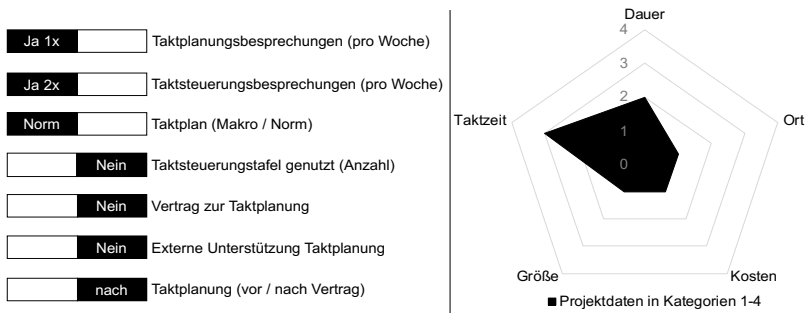 Ja 1x Taktplanungsbesprechungen (pro Woche)
Ja 2x Taktsteuerungsbesprechungen (pro Woche)
Norm Taktplan (Makro / Norm)
Nein Taktsteuerungstafel genutzt (Anzahl)
Nein Vertrag zur Taktplanung
Nein Externe Unterstützung Taktplanung
nach Taktplanung (vor / nach Vertrag)
Dauer
4
3
2
1
0
Taktzeit
Ort
Größe
Kosten
Projektdaten in Kategorien 1-4